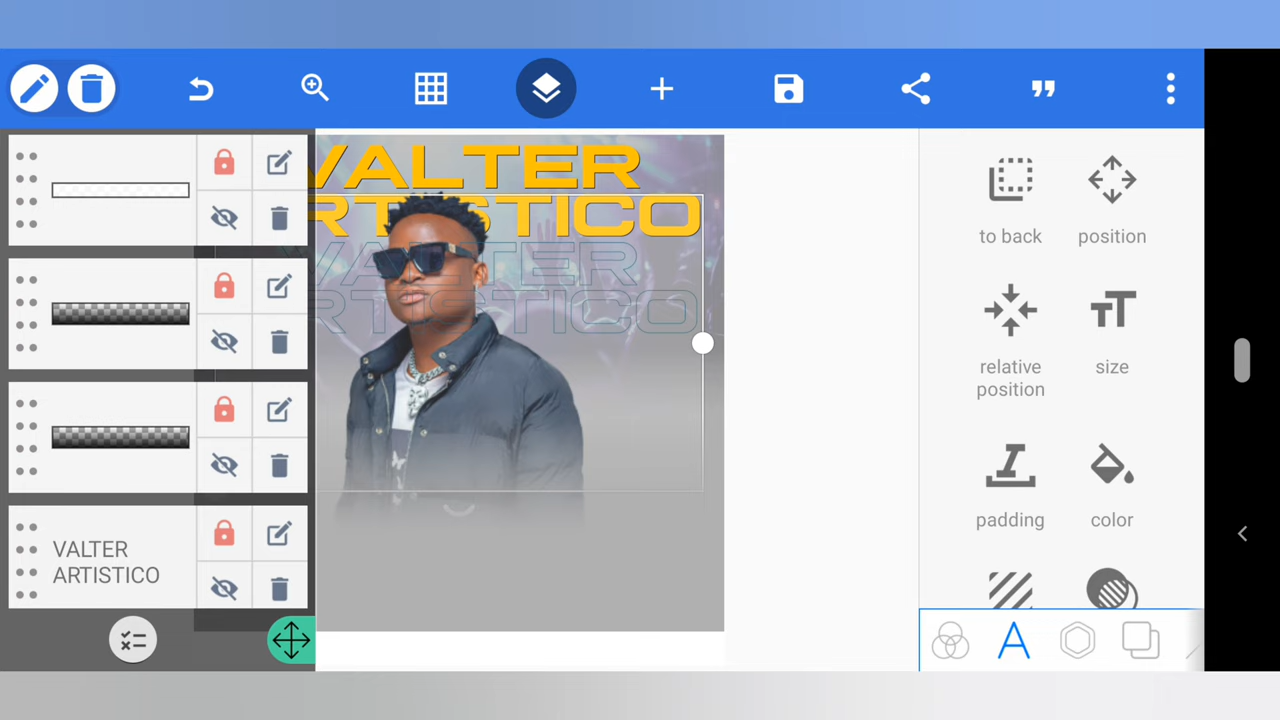 VALTER
ARTISTICO
VALTER
ARTISTICO
VALTER
ARTISTICO
to back
position
relative
position
size
padding
color